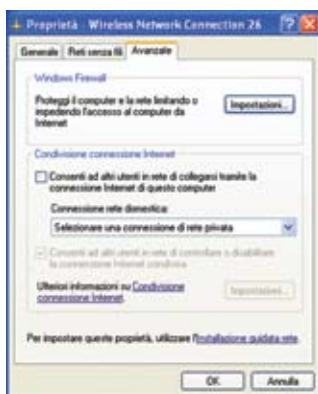 Proprietà - Wireless Network Connection 26
Generale
Reti senza fili
Avanzate
Windows Firewall
Proteggi il computer e la rete limitando o
impedendo l'accesso al computer da
Internet
Impostazioni...
Condivisione connessione Internet
Consenti ad altri utenti in rete di collegarsi tramite la
connessione Internet di questo computer
Connessione rete domestica:
Selezionare una connessione di rete privata
Consenti ad altri utenti in rete di controllare o disabilitare
la connessione Internet condivisa
Ulteriori informazioni su Condivisione
connessione Internet.
Impostazioni...
Per impostare queste proprietà, utilizzare l'Installazione guidata rete.
OK
Annulla